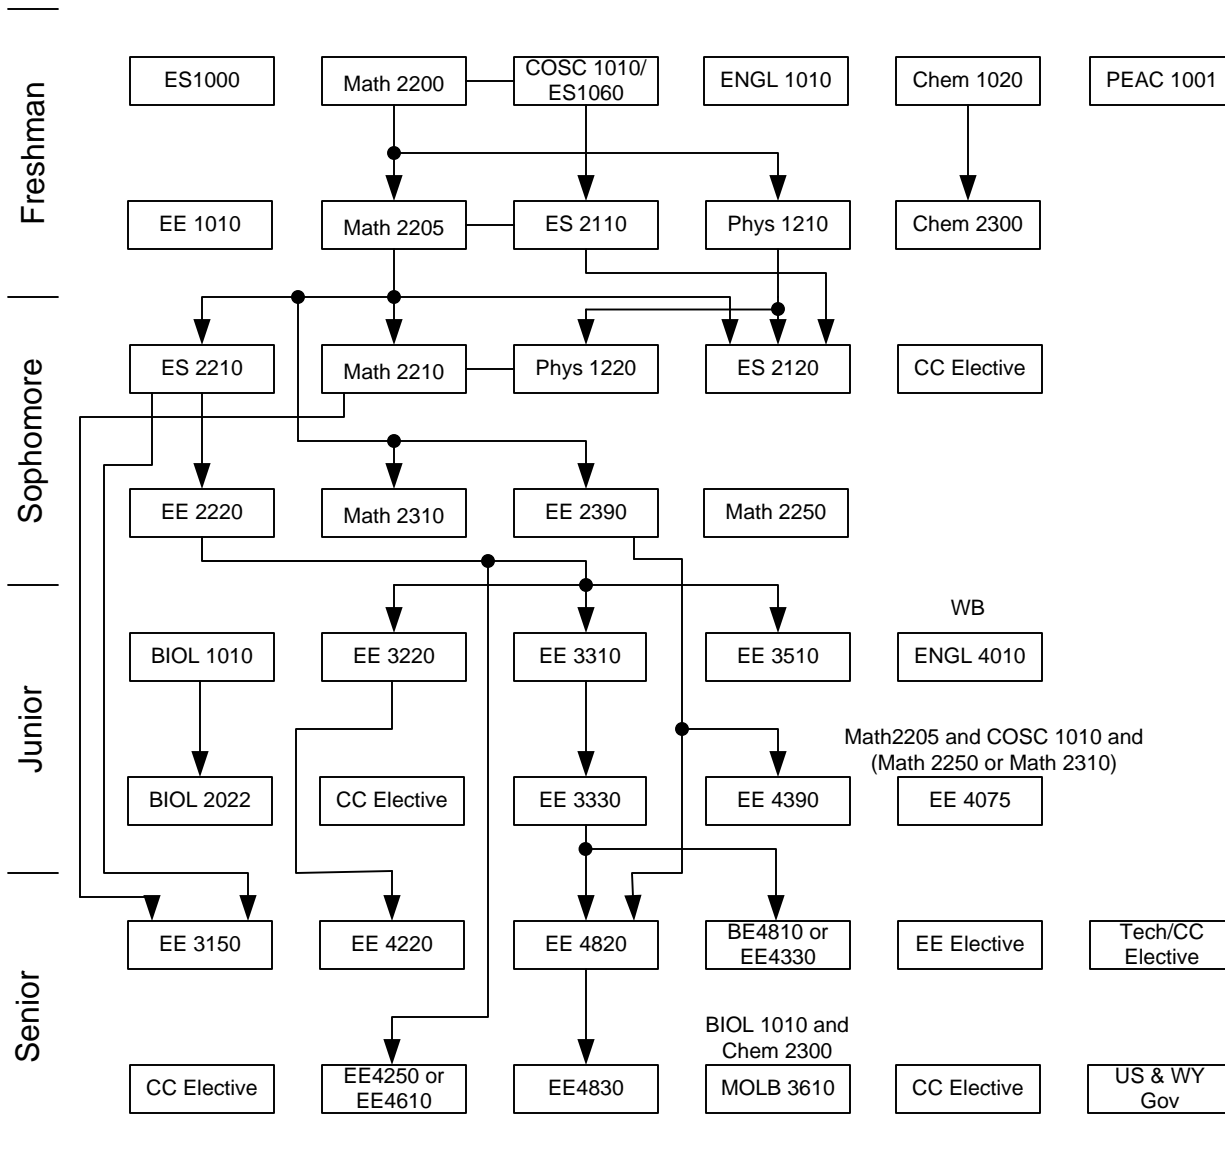 Freshman
ES1000
Math 2200
COSC 1010/
ES1060
ENGL 1010
Chem 1020
PEAC 1001
EE 1010
Math 2205
ES 2110
Phys 1210
Chem 2300
Sophomore
ES 2210
Math 2210
Phys 1220
ES 2120
CC Elective
EE 2220
Math 2310
EE 2390
Math 2250
Junior
WB
BIOL 1010
EE 3220
EE 3310
EE 3510
ENGL 4010
Math2205 and COSC 1010 and
(Math 2250 or Math 2310)
BIOL 2022
CC Elective
EE 3330
EE 4390
EE 4075
Senior
EE 3150
EE 4220
EE 4820
BE4810 or
EE4330
EE Elective
Tech/CC
Elective
BIOL 1010 and
Chem 2300
CC Elective
EE4250 or
EE4610
EE4830
MOLB 3610
CC Elective
US & WY
Gov